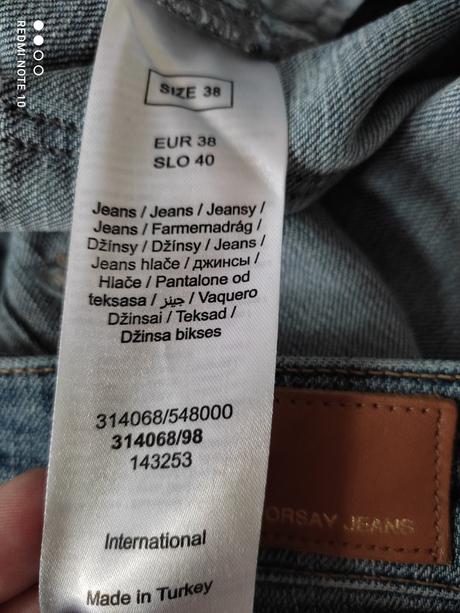 REDMI NOTE 10
SIZE 38
EUR 38
SLO 40
Jeans / Jeans / Jeansy /
Jeans / Farmernadrág /
Džínsy / Džínsy / Jeans /
Jeans hlače / джинсы /
Hlače / Pantalone od
teksasa / جينز / Vaquero
Džinsai / Teksad /
Džinsa bikses
314068/548000
314068/98
143253
International
Made in Turkey
ORSAY JEANS